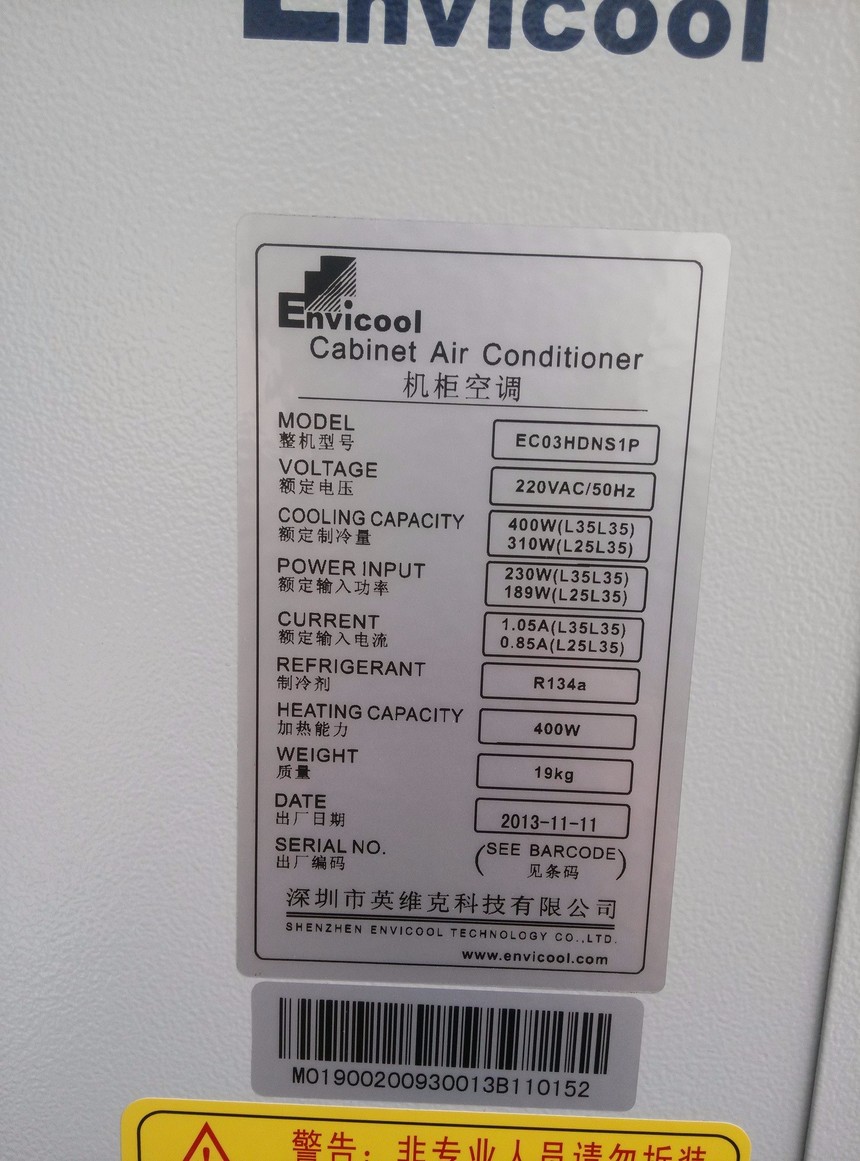 Envicool
Envicool
Cabinet Air Conditioner
机柜空调
MODEL
整机型号
EC03HDNS1P
VOLTAGE
额定电压
220VAC/50Hz
COOLING CAPACITY
额定制冷量
400W(L35L35)
310W(L25L35)
POWER INPUT
额定输入功率
230W(L35L35)
189W(L25L35)
CURRENT
额定输入电流
1.05A(L35L35)
0.85A(L25L35)
REFRIGERANT
制冷剂
R134a
HEATING CAPACITY
加热能力
400W
WEIGHT
质量
19kg
DATE
出厂日期
2013-11-11
SERIAL NO.
出厂编码
(SEE BARCODE)
见条码
深圳市英维克科技有限公司
SHENZHEN ENVICOOL TECHNOLOGY CO.,LTD.
www.envicool.com
M01900200930013B110152
警告：非专业人员请勿拆装